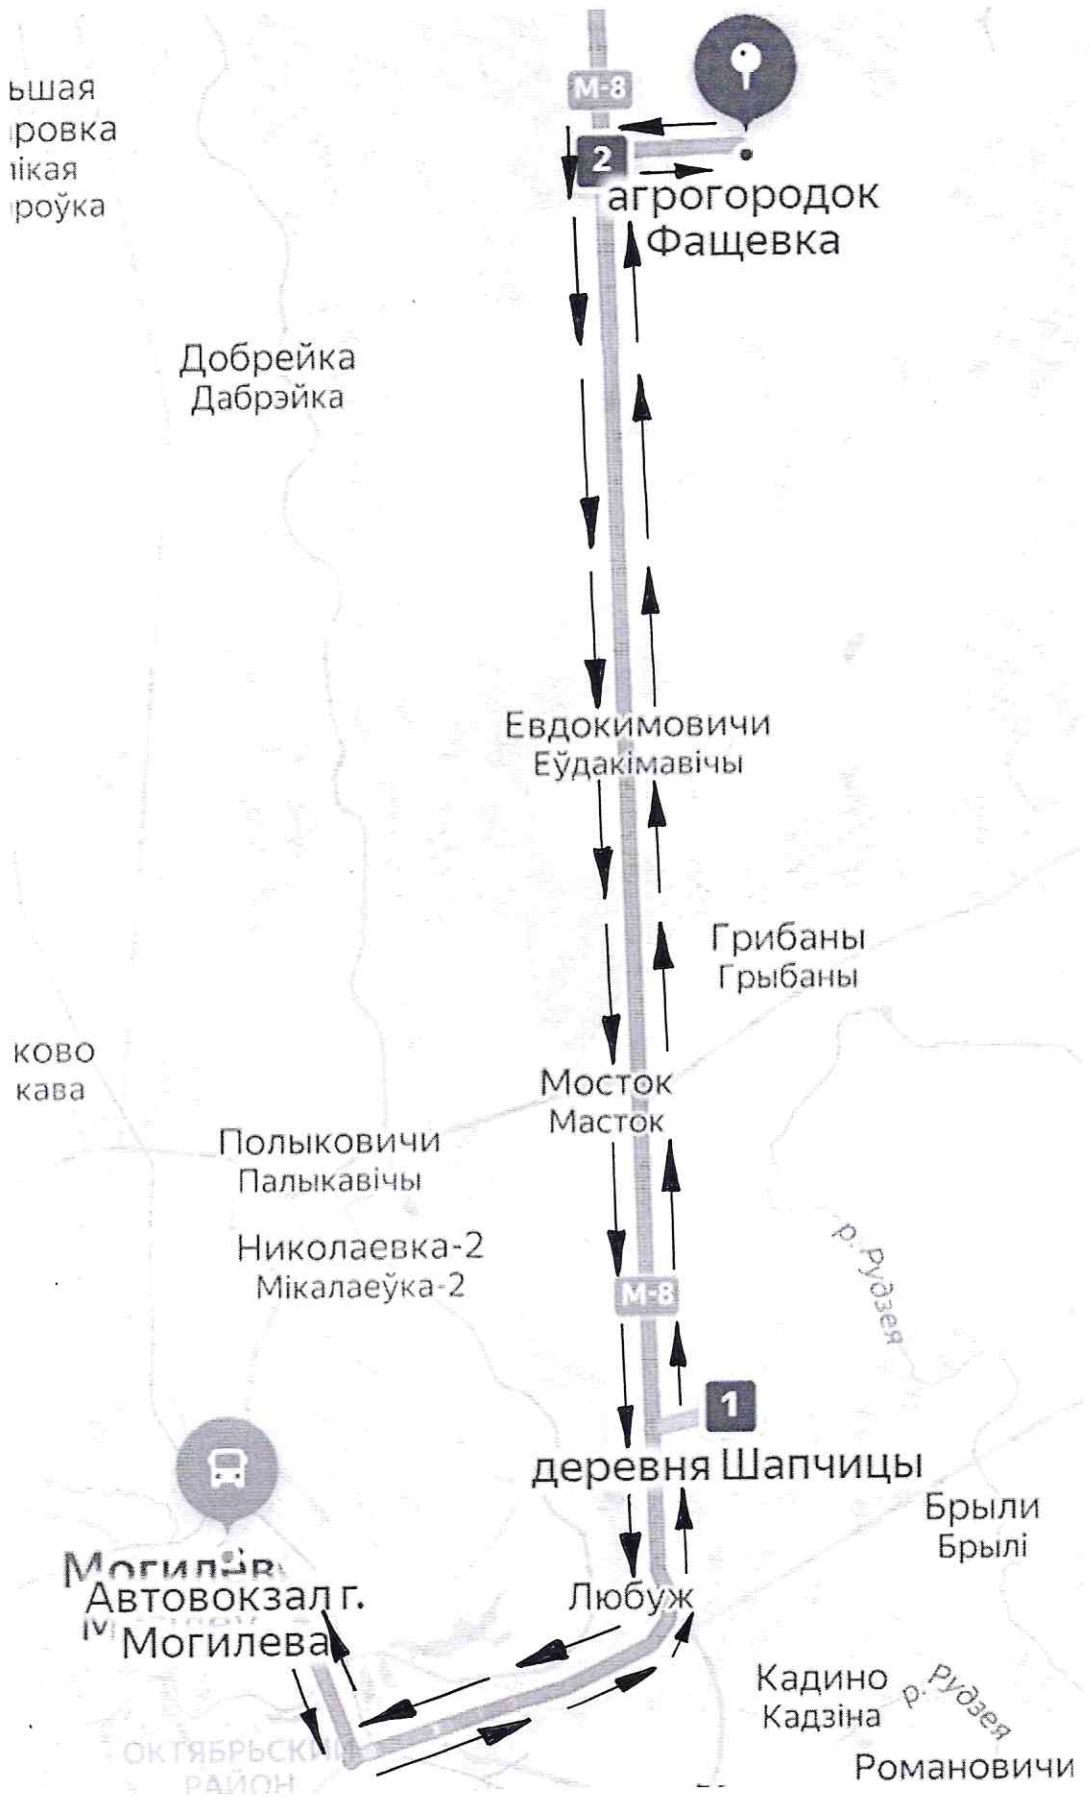 М-8
ьшая
ровка
ікая
роўка
2
агрогородок
Фащевка
Добрейка
Дабрэйка
Евдокимовичи
Еўдакімавічы
Грибаны
Грыбаны
ково
кава
Мосток
Масток
Полыковичи
Палыкавічы
Николаевка-2
Мікалаеўка-2
р. Рудзея
М-8
1
деревня Шапчицы
Брыли
Брылі
Могилёв
Автовокзал г.
Могилева
Любуж
Кадино
Кадзіна
р. Рудзея
ОКТЯБРЬСКИЙ
РАЙОН
Романовичи